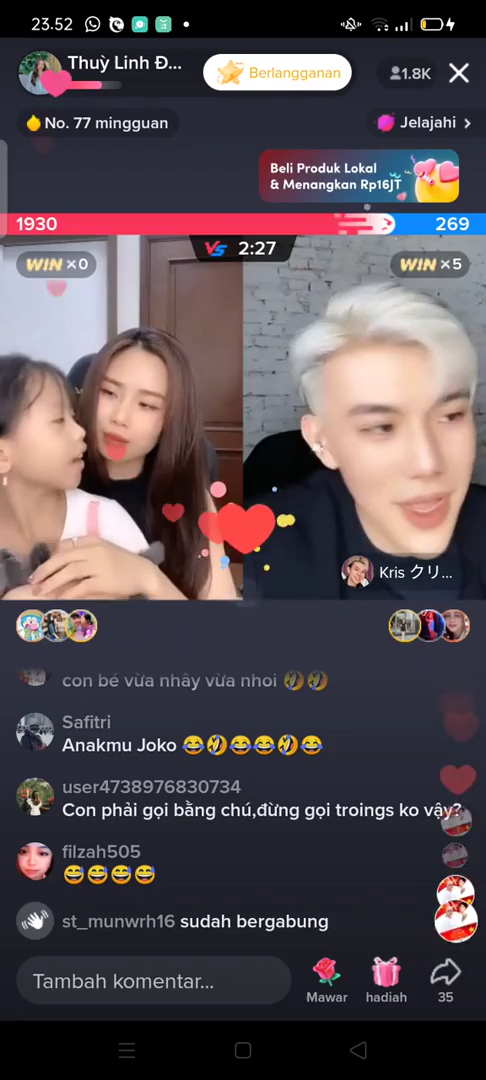 23.52
Thuỳ Linh Đ...
Berlangganan
1.8K
No. 77 mingguan
Jelajahi >
Beli Produk Lokal
& Menangkan Rp16JT
1930
269
VS 2:27
WIN ×0
WIN ×5
Kris クリ...
con bé vừa nhây vừa nhoi 🤣🤣
Safitri
Anakmu Joko 😂🤣😂😂🤣😂
user4738976830734
Con phải gọi bằng chú,đừng gọi troings ko vậy?
filzah505
😅😅😅😅
st_munwrh16 sudah bergabung
Tambah komentar...
Mawar
hadiah
35